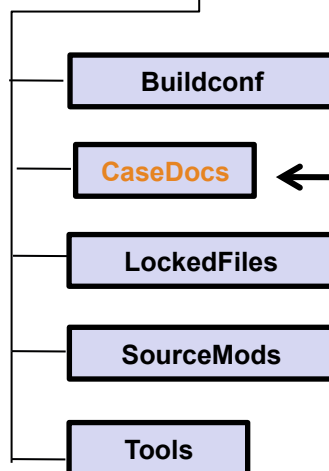 Buildconf
CaseDocs
LockedFiles
SourceMods
Tools